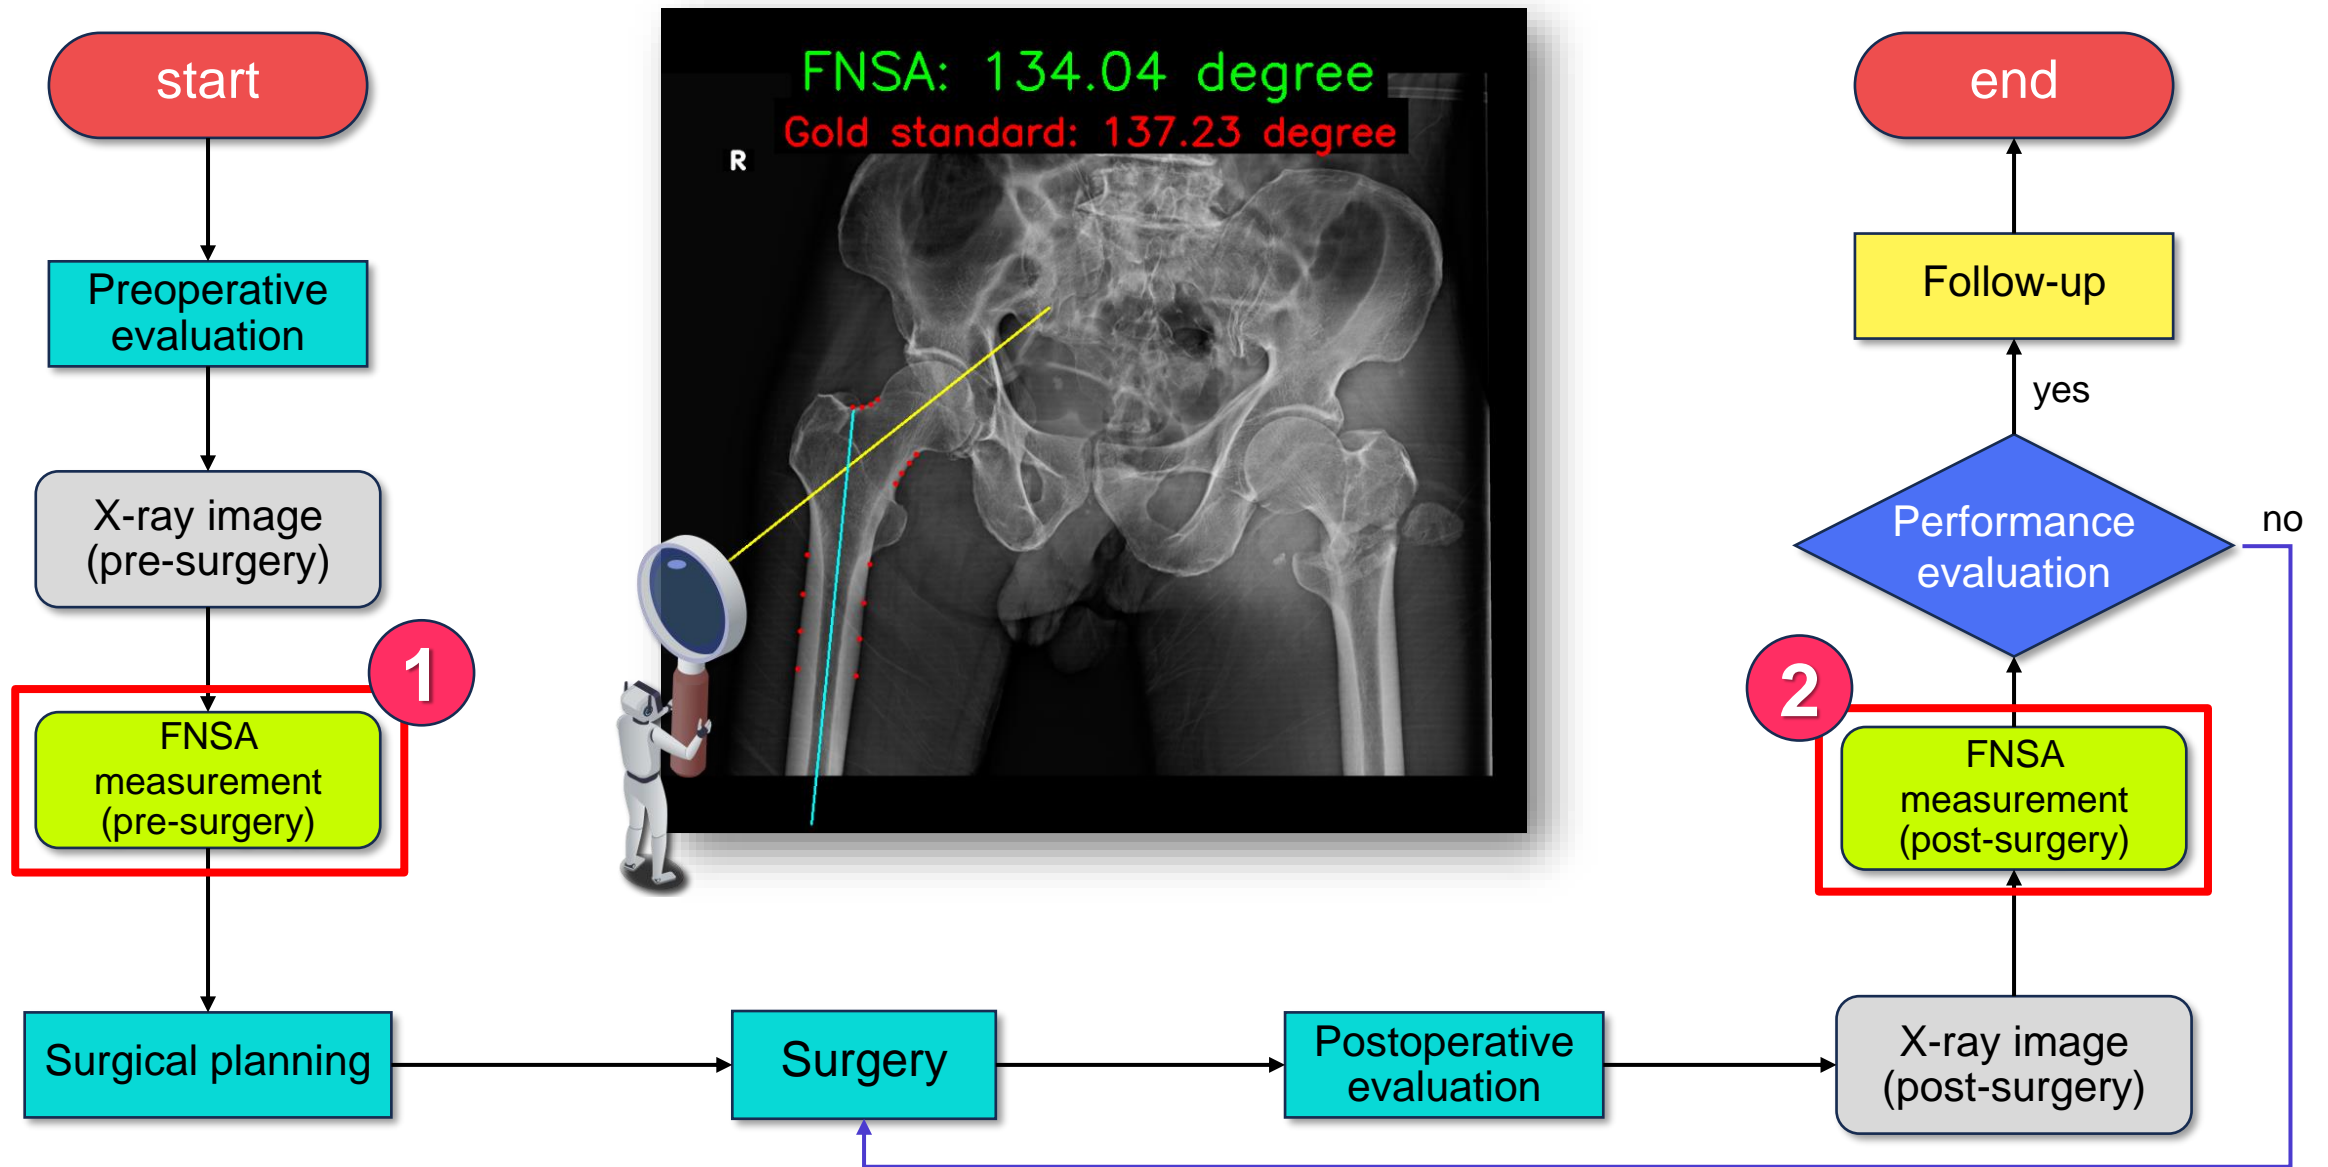 start
Preoperative
evaluation
X-ray image
(pre-surgery)
1
FNSA
measurement
(pre-surgery)
Surgical planning
FNSA: 134.04 degree
Gold standard: 137.23 degree
R
Surgery
Postoperative
evaluation
X-ray image
(post-surgery)
2
FNSA
measurement
(post-surgery)
Performance
evaluation
no
yes
Follow-up
end